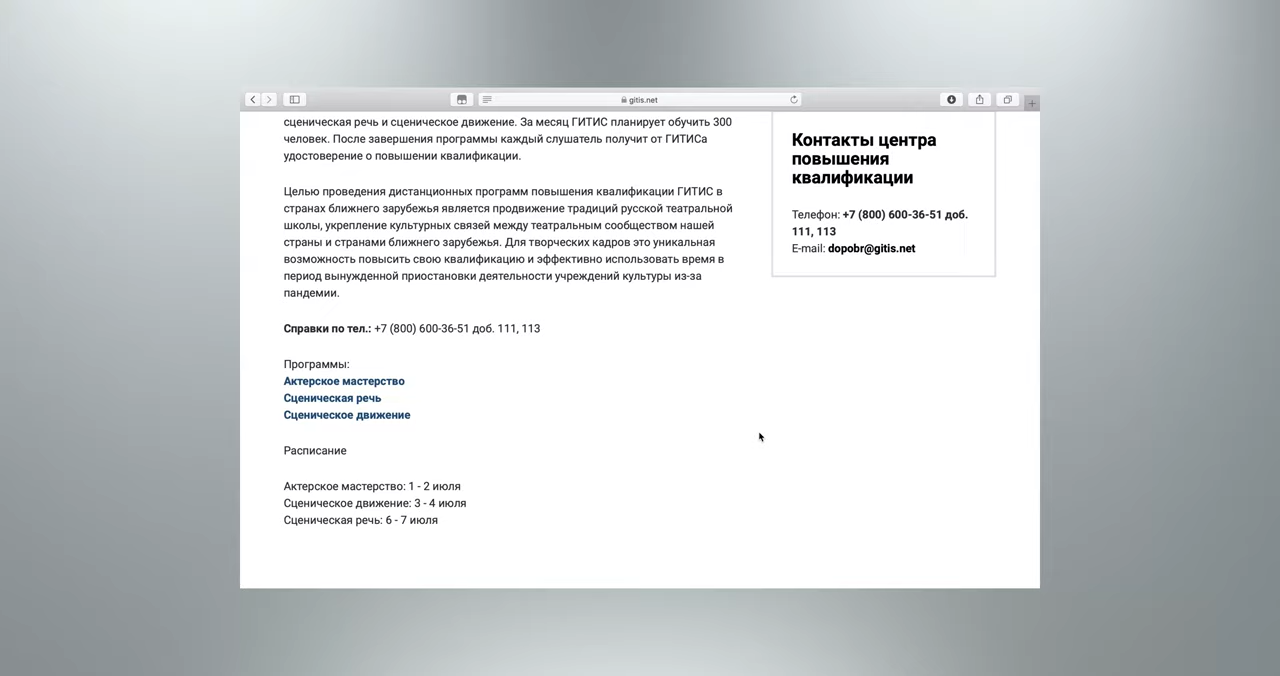 gitis.net
сценическая речь и сценическое движение. За месяц ГИТИС планирует обучить 300
человек. После завершения программы каждый слушатель получит от ГИТИСа
удостоверение о повышении квалификации.
Целью проведения дистанционных программ повышения квалификации ГИТИС в
странах ближнего зарубежья является продвижение традиций русской театральной
школы, укрепление культурных связей между театральным сообществом нашей
страны и странами ближнего зарубежья. Для творческих кадров это уникальная
возможность повысить свою квалификацию и эффективно использовать время в
период вынужденной приостановки деятельности учреждений культуры из-за
пандемии.
Справки по тел.: +7 (800) 600-36-51 доб. 111, 113
Программы:
Актерское мастерство
Сценическая речь
Сценическое движение
Расписание
Актерское мастерство: 1 - 2 июля
Сценическое движение: 3 - 4 июля
Сценическая речь: 6 - 7 июля
Контакты центра
повышения
квалификации
Телефон: +7 (800) 600-36-51 доб.
111, 113
E-mail: dopobr@gitis.net